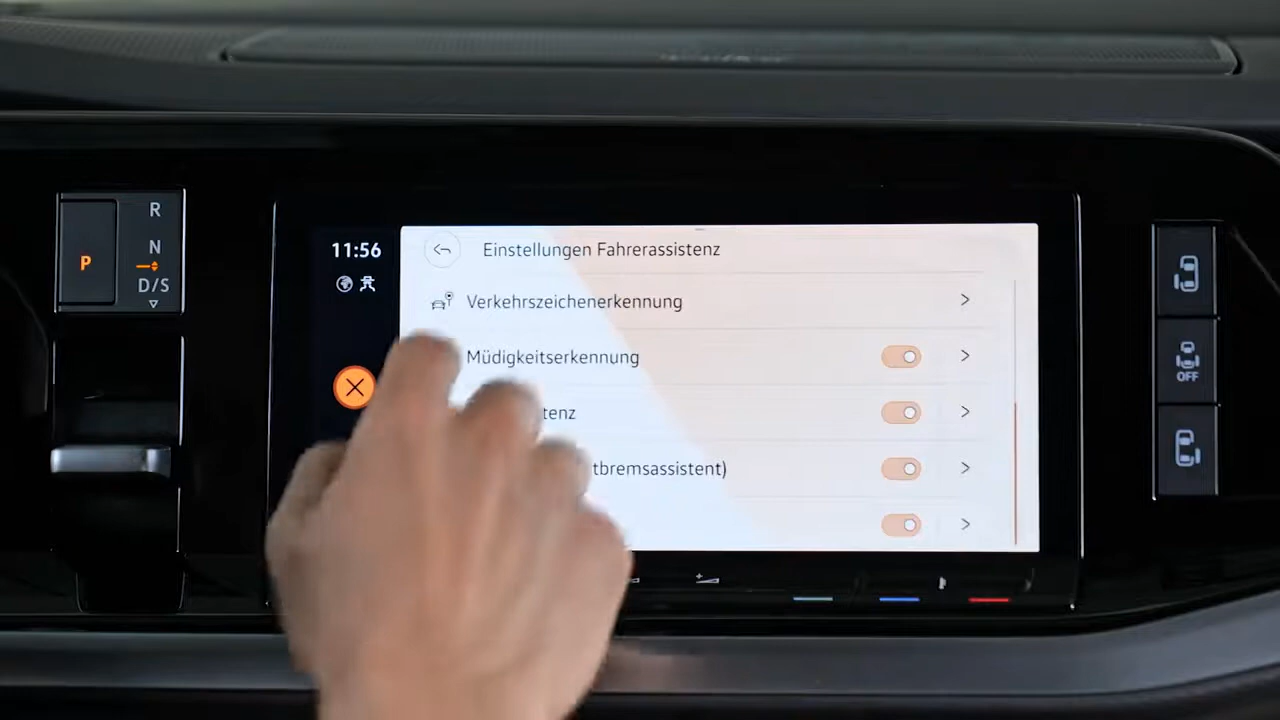 R
N
P
D/S
11:56
Einstellungen Fahrerassistenz
Verkehrszeichenerkennung
Müdigkeitserkennung
tenz
tbremsassistent)
OFF